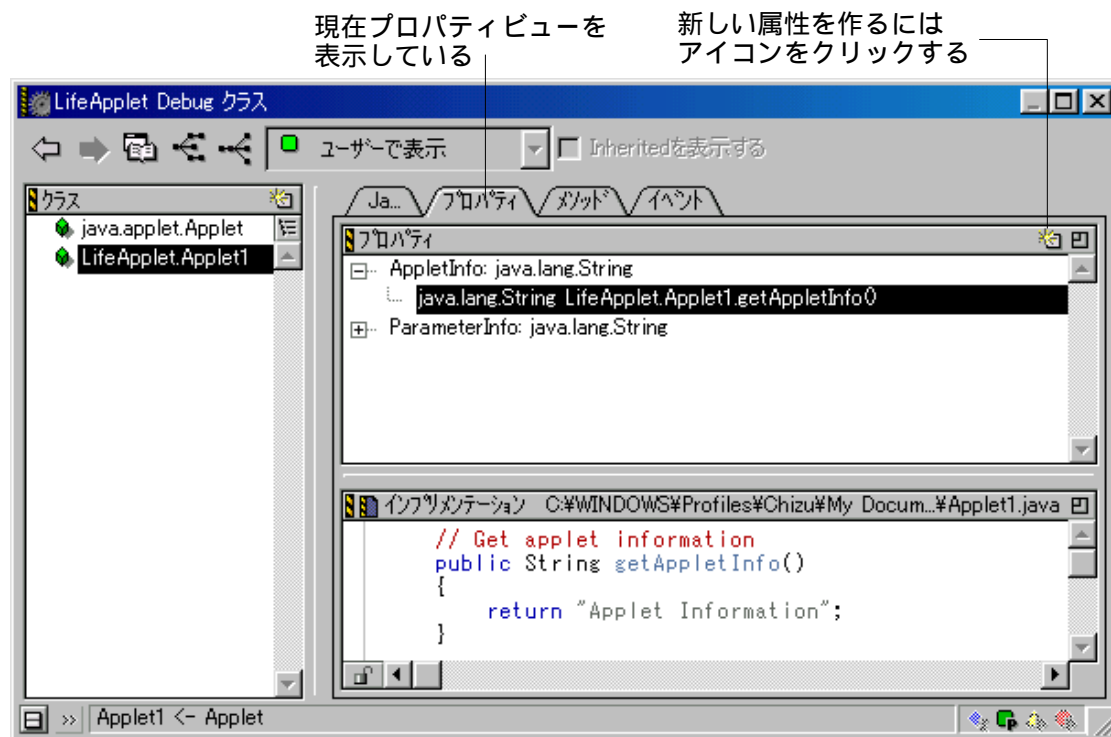 現在プロパティビューを
表示している
新しい属性を作るには
アイコンをクリックする
LifeApplet Debug クラス
ユーザーで表示
Inheritedを表示する
クラス
java.applet.Applet
LifeApplet.Applet1
Ja...
プロパティ
メソッド
イベント
プロパティ
AppletInfo: java.lang.String
java.lang.String LifeApplet.Applet1.getAppletInfo()
ParameterInfo: java.lang.String
インプリメンテーション C:¥WINDOWS¥Profiles¥Chizu¥My Docum...¥Applet1.java
// Get applet information
public String getAppletInfo()
{
return "Applet Information";
}
Applet1 <- Applet